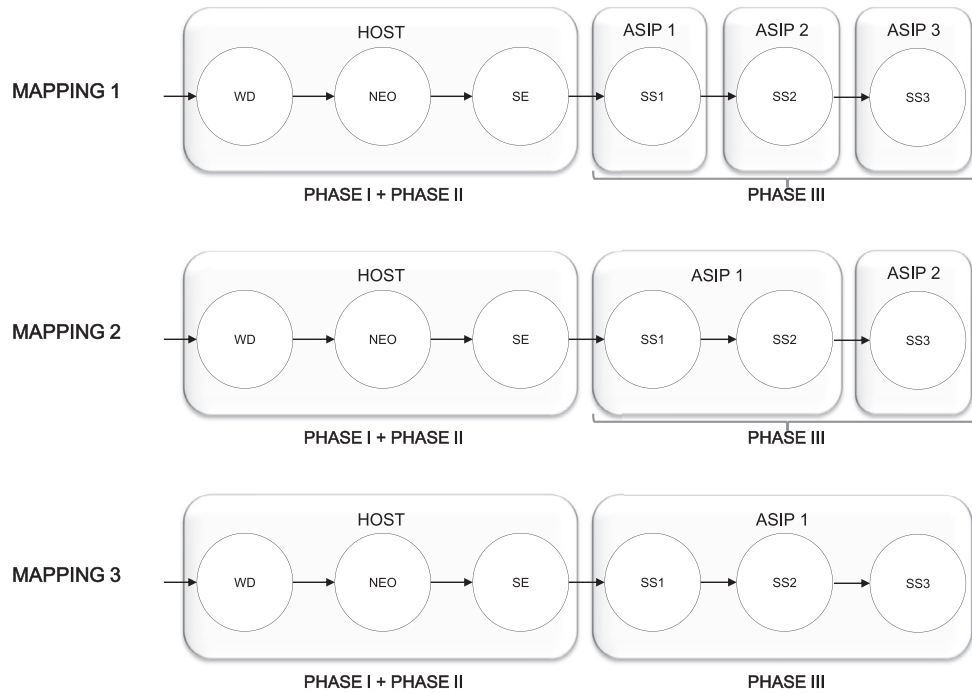 HOST
ASIP 1
ASIP 2
ASIP 3
MAPPING 1
WD
NEO
SE
SS1
SS2
SS3
PHASE I + PHASE II
PHASE III
HOST
ASIP 1
ASIP 2
MAPPING 2
WD
NEO
SE
SS1
SS2
SS3
PHASE I + PHASE II
PHASE III
HOST
ASIP 1
MAPPING 3
WD
NEO
SE
SS1
SS2
SS3
PHASE I + PHASE II
PHASE III